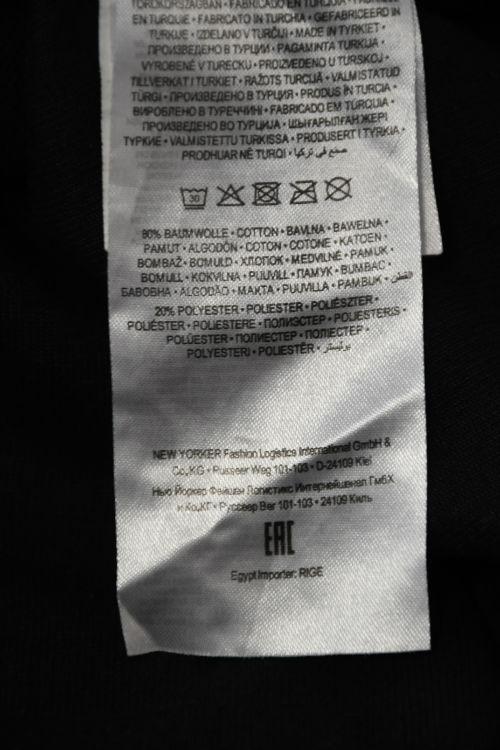 TÖRÖKORSZÁGBAN • FABRICADO EN TURQUÍA •
EN TURQUIE • FABRICATO IN TURCHIA • GEFABRICEERD IN
TURKIJE • IZDELANO V TURČIJI • MADE IN TYRKIET •
ПРОИЗВЕДЕНО В ТУРЦИИ • PAGAMINTA TURKIJA •
VYROBENÉ V TURECKU • PROIZVEDENO U TURSKOJ •
TILLVERKAT I TURKIET • RAŽOTS TURCIJĀ • VALMISTATUD
TÜRGI • ПРОИЗВЕДЕНО В ТУРЦИЯ • PRODUS ÎN TURCIA •
ВИРОБЛЕНО В ТУРЕЧЧИНІ • FABRICADO EM TÚRQUIA •
ПРОИЗВЕДЕНО ВО ТУРЦИЈА • ШЫҒАРЫЛҒАН ЖЕРІ
ТҮРКИЕ • VALMISTETTU TURKISSA • PRODUSERT I TYRKIA •
PRODHUAR NË TURQI • صنع في تركيا
30
80% BAUMWOLLE • COTTON • BAVLNA • BAWEŁNA •
PAMUT • ALGODÓN • COTON • COTONE • KATOEN •
BOMBAŽ • BOMULD • ХЛОПОК • MEDVILNĖ • PAMUK •
BOMULL • KOKVILNA • PUUVILL • ПАМУК • BUMBAC •
БАВОВНА • ALGODÃO • МАКТА • PUUVILLA • PAMBUK • القطن
20% POLYESTER • POLIESTER • POLIÉSZTER •
POLIÉSTER • POLIESTERE • ПОЛИЭСТЕР • POLIESTERIS •
POLÜESTER • ПОЛИЕСТЕР • ПОЛІЕСТЕР •
POLYESTERI • POLIESTËR • بوليستر
NEW YORKER Fashion Logistics International GmbH &
Co.KG • Russeer Weg 101-103 • D-24109 Kiel
Нью Йоркер Фейшн Логистикс Интернейшенал ГмбХ
и Ко.КГ • Руссеер Вег 101-103 • 24109 Киль
EAC
Egypt Importer: RIGE